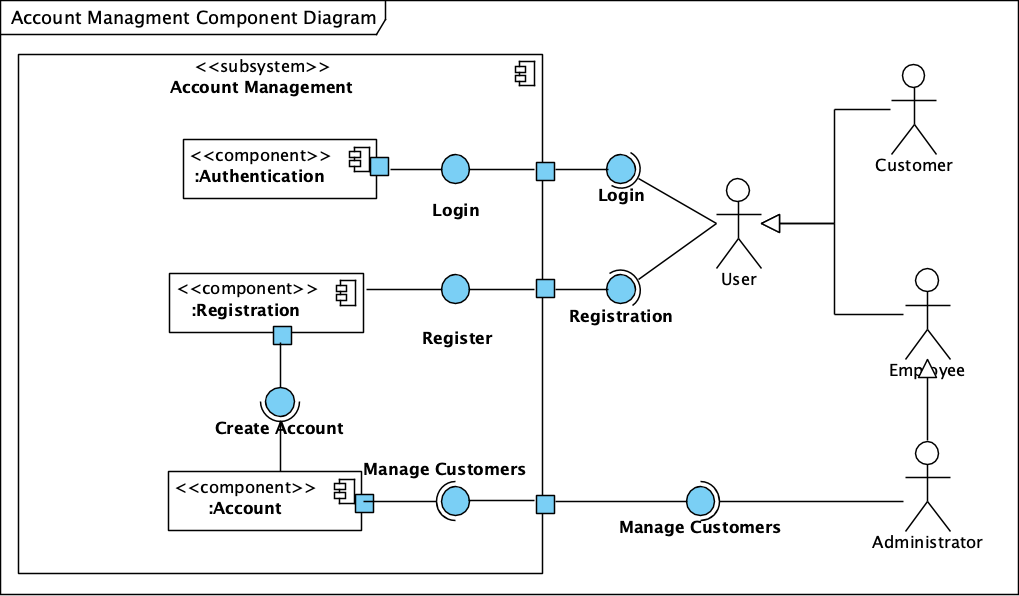 Account Managment Component Diagram
<<subsystem>>
Account Management
<<component>>
:Authentication
Login
Login
Customer
User
<<component>>
:Registration
Register
Registration
Employee
Create Account
<<component>>
:Account
Manage Customers
Manage Customers
Administrator